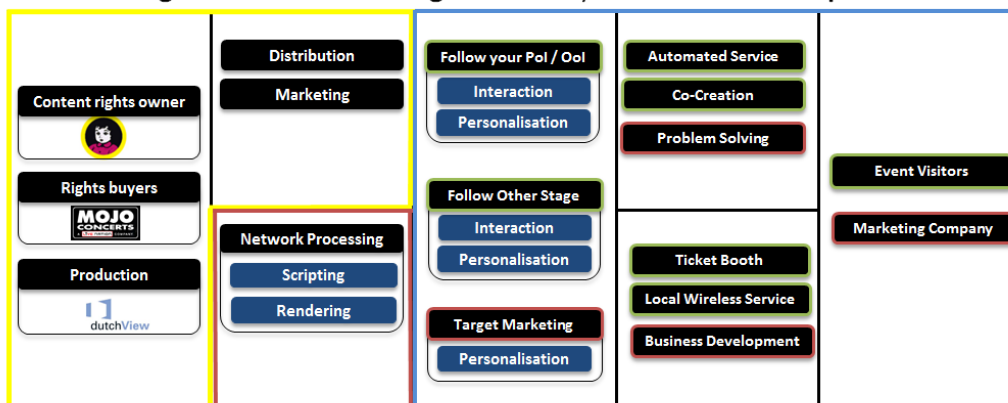 Content rights owner
Rights buyers
MOJO
CONCERTS
Production
dutchView
Distribution
Marketing
Network Processing
Scripting
Rendering
Follow your PoI / OoI
Interaction
Personalisation
Follow Other Stage
Interaction
Personalisation
Target Marketing
Personalisation
Automated Service
Co-Creation
Problem Solving
Ticket Booth
Local Wireless Service
Business Development
Event Visitors
Marketing Company